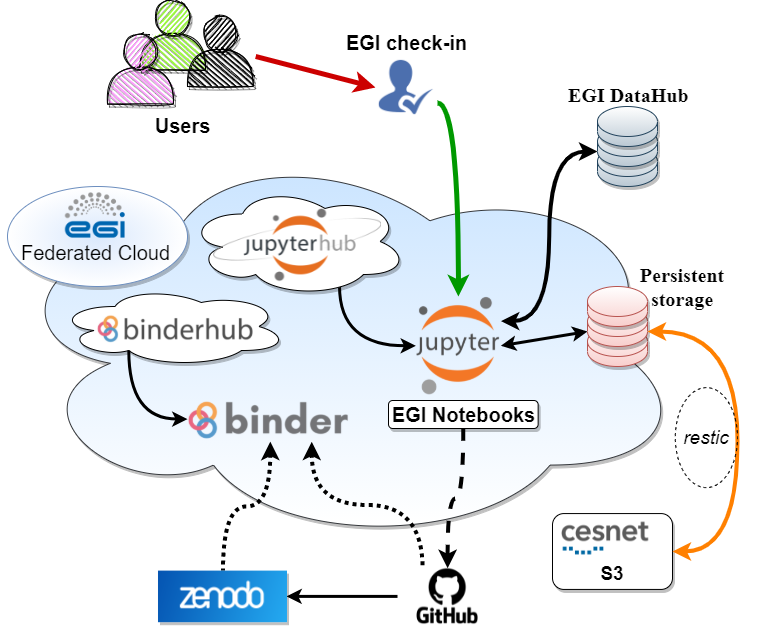 EGI check-in
Users
EGI DataHub
egi
Federated Cloud
jupyterhub
Persistent
storage
binderhub
jupyter
EGI Notebooks
binder
restic
cesnet
S3
zenodo
GitHub